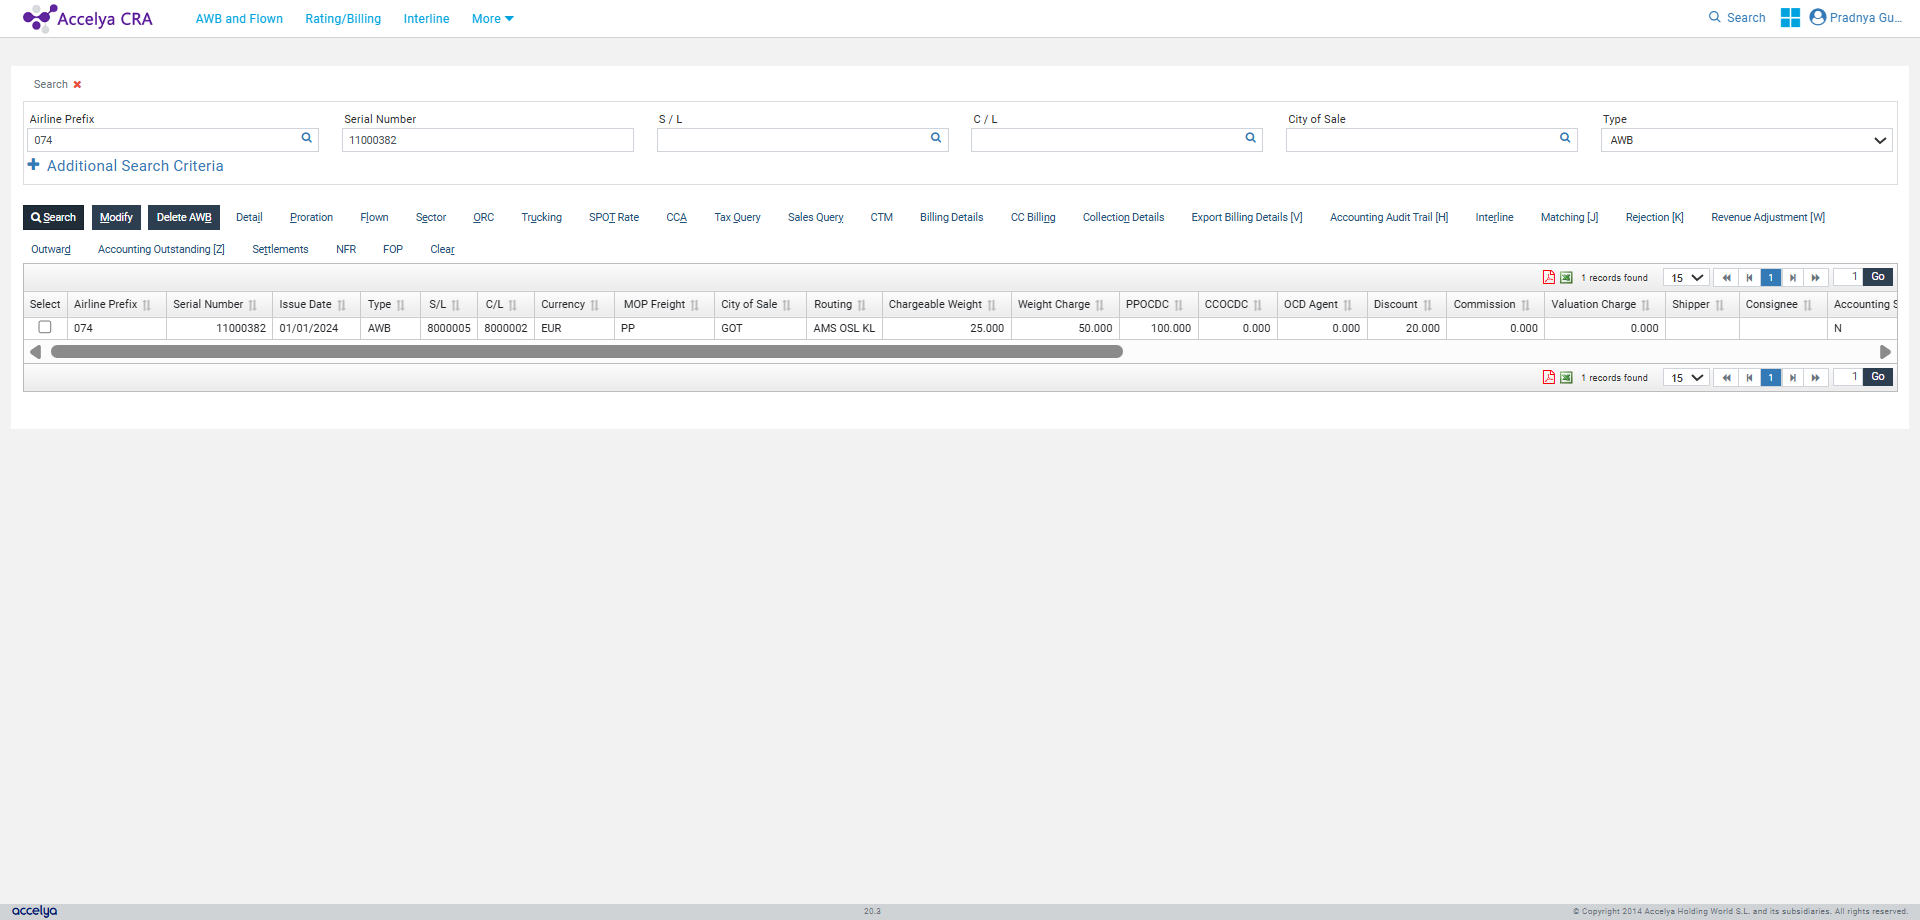 Accelya CRA AWB and Flown Rating/Billing Interline More Search Pradnya Gu...
Search
Airline Prefix Serial Number S / L C / L City of Sale Type
074 11000382 AWB
Additional Search Criteria
Search Modify Delete AWB Detail Proration Flown Sector ORC Trucking SPOT Rate CCA Tax Query Sales Query CTM Billing Details CC Billing Collection Details Export Billing Details [V] Accounting Audit Trail [H] Interline Matching [J] Rejection [K] Revenue Adjustment [W]
Outward Accounting Outstanding [Z] Settlements NFR FOP Clear
1 records found 15 1 1 Go
Select Airline Prefix Serial Number Issue Date Type S/L C/L Currency MOP Freight City of Sale Routing Chargeable Weight Weight Charge PPOCDC CCOCDC OCD Agent Discount Commission Valuation Charge Shipper Consignee Accounting S
074 11000382 01/01/2024 AWB 8000005 8000002 EUR PP GOT AMS OSL KL 25.000 50.000 100.000 0.000 0.000 20.000 0.000 0.000 N
1 records found 15 1 1 Go
accelya 20.3 © Copyright 2014 Accelya Holding World S.L. and its subsidiaries. All rights reserved.